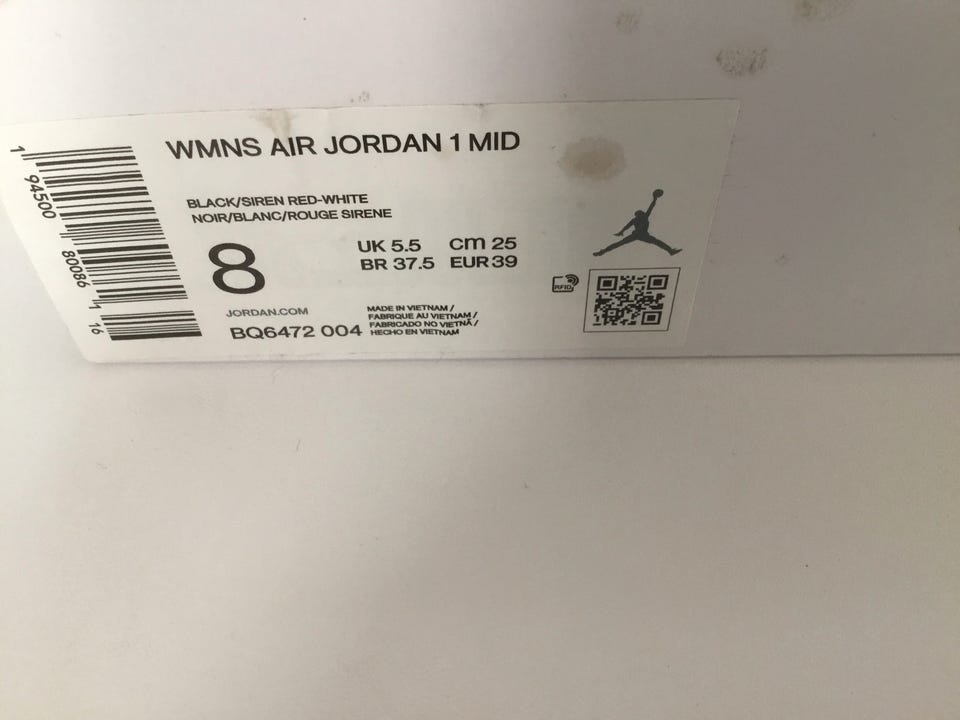 WMNS AIR JORDAN 1 MID
BLACK/SIREN RED-WHITE
NOIR/BLANC/ROUGE SIRENE
8
UK 5.5 CM 25
BR 37.5 EUR 39
JORDAN.COM
BQ6472 004
MADE IN VIETNAM /
FABRIQUE AU VIETNAM /
FABRICADO NO VIETNÃ /
HECHO EN VIETNAM
RFID
1 94500 80086 1 16